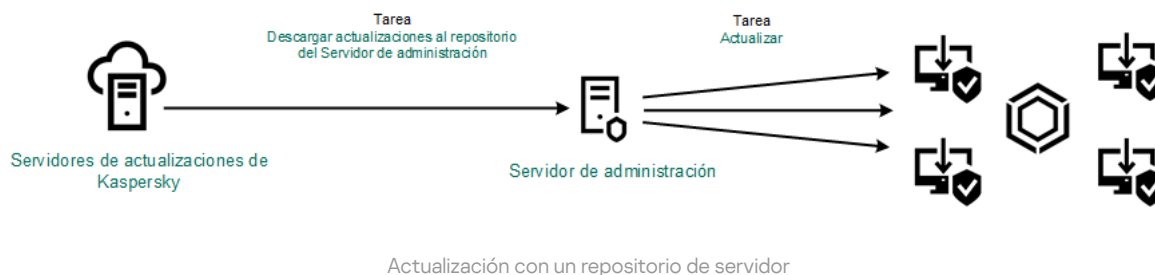 Tarea
Descargar actualizaciones al repositorio
del Servidor de administración
Tarea
Actualizar
Servidores de actualizaciones de
Kaspersky
Servidor de administración
Actualización con un repositorio de servidor